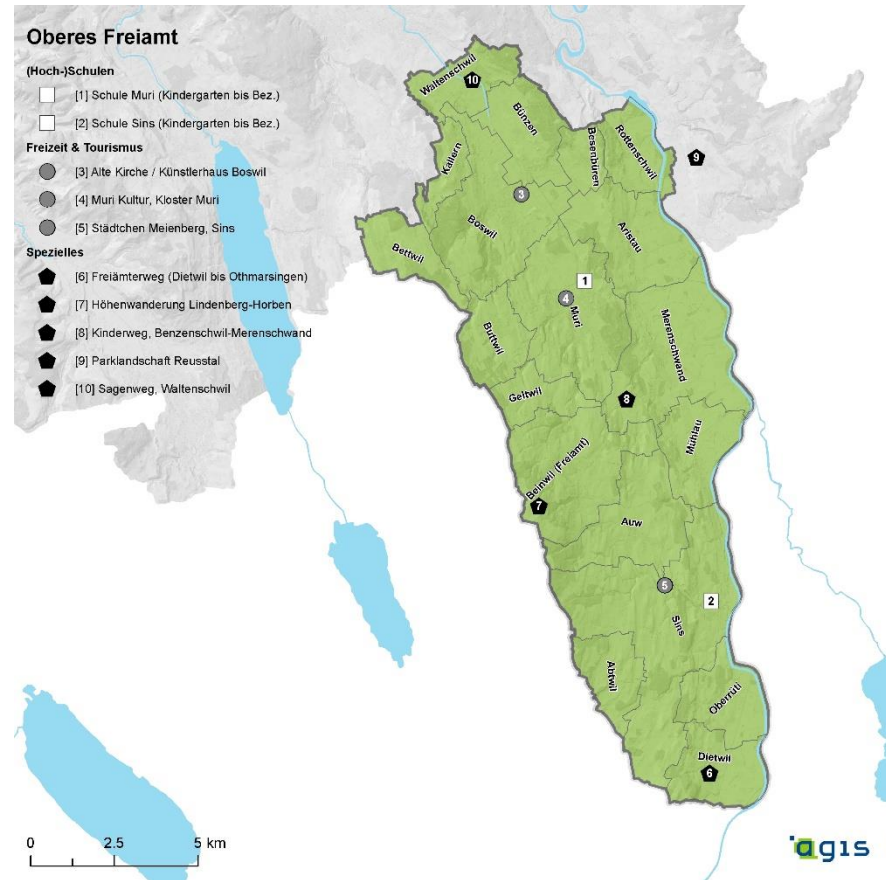 Oberes Freiamt
(Hoch-)Schulen
[1] Schule Muri (Kindergarten bis Bez.)
[2] Schule Sins (Kindergarten bis Bez.)
Freizeit & Tourismus
[3] Alte Kirche / Künstlerhaus Boswil
[4] Muri Kultur, Kloster Muri
[5] Städtchen Meienberg, Sins
Spezielles
[6] Freiämterweg (Dietwil bis Othmarsingen)
[7] Höhenwanderung Lindenberg-Horben
[8] Kinderweg, Benzenschwil-Merenschwand
[9] Parklandschaft Reusstal
[10] Sagenweg, Waltenschwil
Waltenschwil
10
Bünzen
Besenbüren
Rottenschwil
9
Kallern
3
Boswil
Aristau
Bettwil
1
4
Muri
Buttwil
Merenschwand
Geltwil
8
Mühlau
Beinwil (Freiamt)
7
Auw
5
2
Sins
Abtwil
Oberrüti
Dietwil
6
0 2.5 5 km
agis